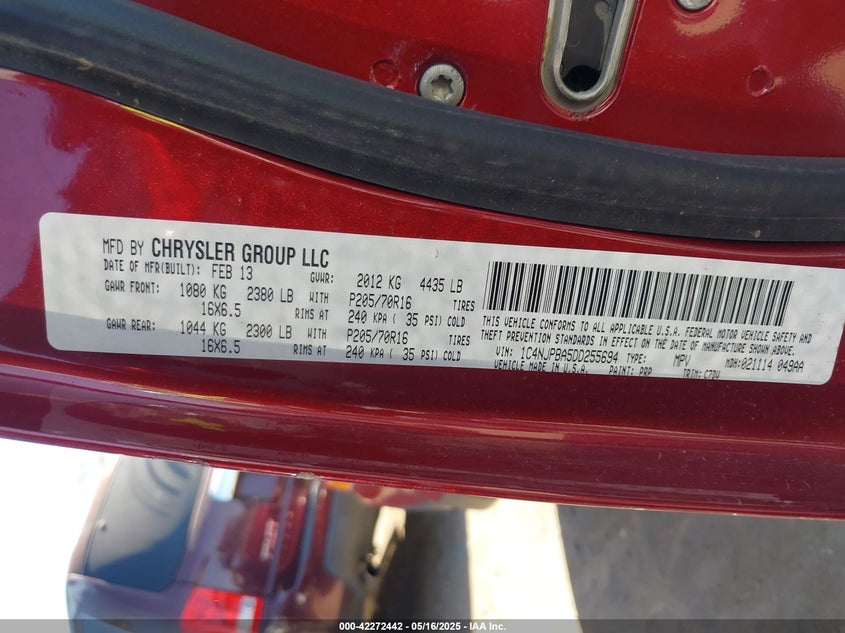 MFD BY CHRYSLER GROUP LLC
DATE OF MFR(BUILT): FEB 13 GVWR: 2012 KG 4435 LB
GAWR FRONT: 1080 KG 2380 LB WITH P205/70R16 TIRES
16X6.5 RIMS AT 240 KPA ( 35 PSI) COLD
GAWR REAR: 1044 KG 2300 LB WITH P205/70R16 TIRES
16X6.5 RIMS AT 240 KPA ( 35 PSI) COLD
THIS VEHICLE CONFORMS TO ALL APPLICABLE U.S.A. FEDERAL MOTOR VEHICLE SAFETY AND
THEFT PREVENTION STANDARDS IN EFFECT ON THE DATE OF MANUFACTURE SHOWN ABOVE.
VIN: 1C4NJPBA5DD255694 TYPE: MPV MDH:021114 049AA
VEHICLE MADE IN U.S.A. PAINT: PRP TRIM: C7DV
000-42272442 - 05/16/2025 - IAA Inc.